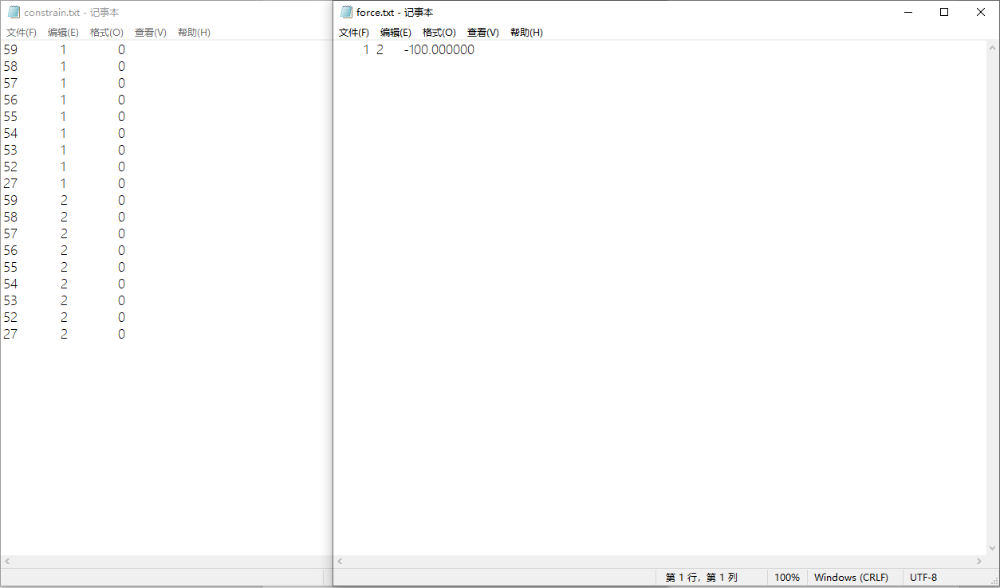 constrain.txt - 记事本
文件(F) 编辑(E) 格式(O) 查看(V) 帮助(H)
59 1 0
58 1 0
57 1 0
56 1 0
55 1 0
54 1 0
53 1 0
52 1 0
27 1 0
59 2 0
58 2 0
57 2 0
56 2 0
55 2 0
54 2 0
53 2 0
52 2 0
27 2 0
force.txt - 记事本
文件(F) 编辑(E) 格式(O) 查看(V) 帮助(H)
1 2 -100.000000
第 1 行，第 1 列 100% Windows (CRLF) UTF-8